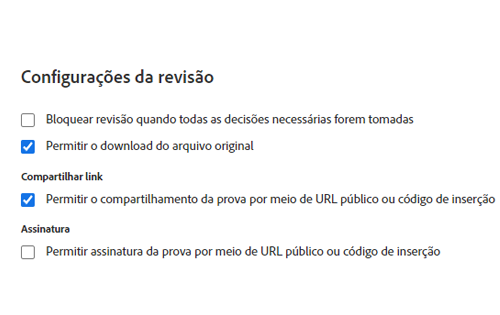 Configurações da revisão
Bloquear revisão quando todas as decisões necessárias forem tomadas
Permitir o download do arquivo original
Compartilhar link
Permitir o compartilhamento da prova por meio de URL público ou código de inserção
Assinatura
Permitir assinatura da prova por meio de URL público ou código de inserção